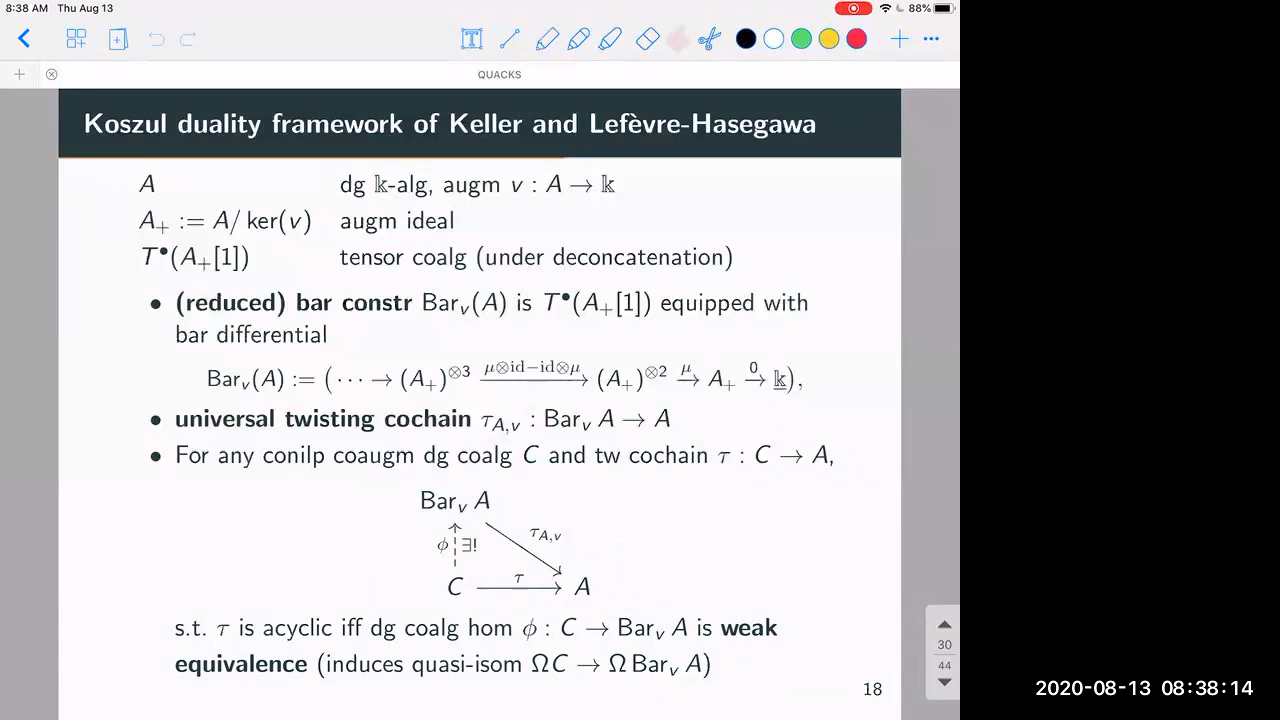 8:38 AM Thu Aug 13
88%
QUACKS
Koszul duality framework of Keller and Lefèvre-Hasegawa
A dg 𝕜-alg, augm v : A → 𝕜
A₊ := A/ ker(v) augm ideal
T•(A₊[1]) tensor coalg (under deconcatenation)
• (reduced) bar constr Barᵥ(A) is T•(A₊[1]) equipped with
bar differential
Barᵥ(A) := (⋯ → (A₊)^⊗3 —μ⊗id−id⊗μ→ (A₊)^⊗2 —μ→ A₊ —0→ 𝕜),
• universal twisting cochain τ_{A,v} : Barᵥ A → A
• For any conilp coaugm dg coalg C and tw cochain τ : C → A,
Barᵥ A
τ_{A,v}
ϕ ∃!
C τ A
s.t. τ is acyclic iff dg coalg hom ϕ : C → Barᵥ A is weak
equivalence (induces quasi-isom ΩC → Ω Barᵥ A)
18
30
44
2020-08-13 08:38:14